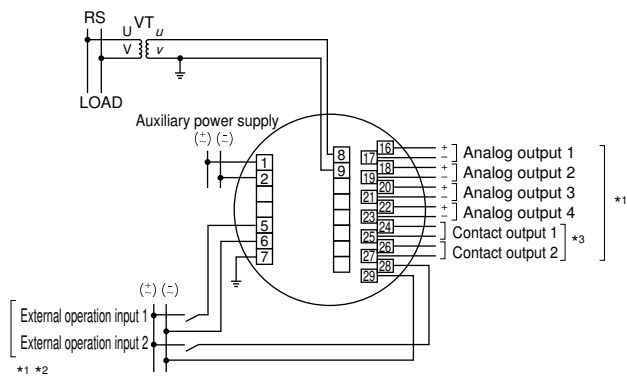 RS
VT
U u
V v
LOAD
Auxiliary power supply
(+∼) (−∼)
1
2
5
6
7
8
9
16
17
18
19
20
21
22
23
24
25
26
27
28
29
+ Analog output 1
−
+ Analog output 2
−
+ Analog output 3
−
+ Analog output 4
−
Contact output 1
Contact output 2
*3
*1
(+∼) (−∼)
External operation input 1
External operation input 2
*1 *2